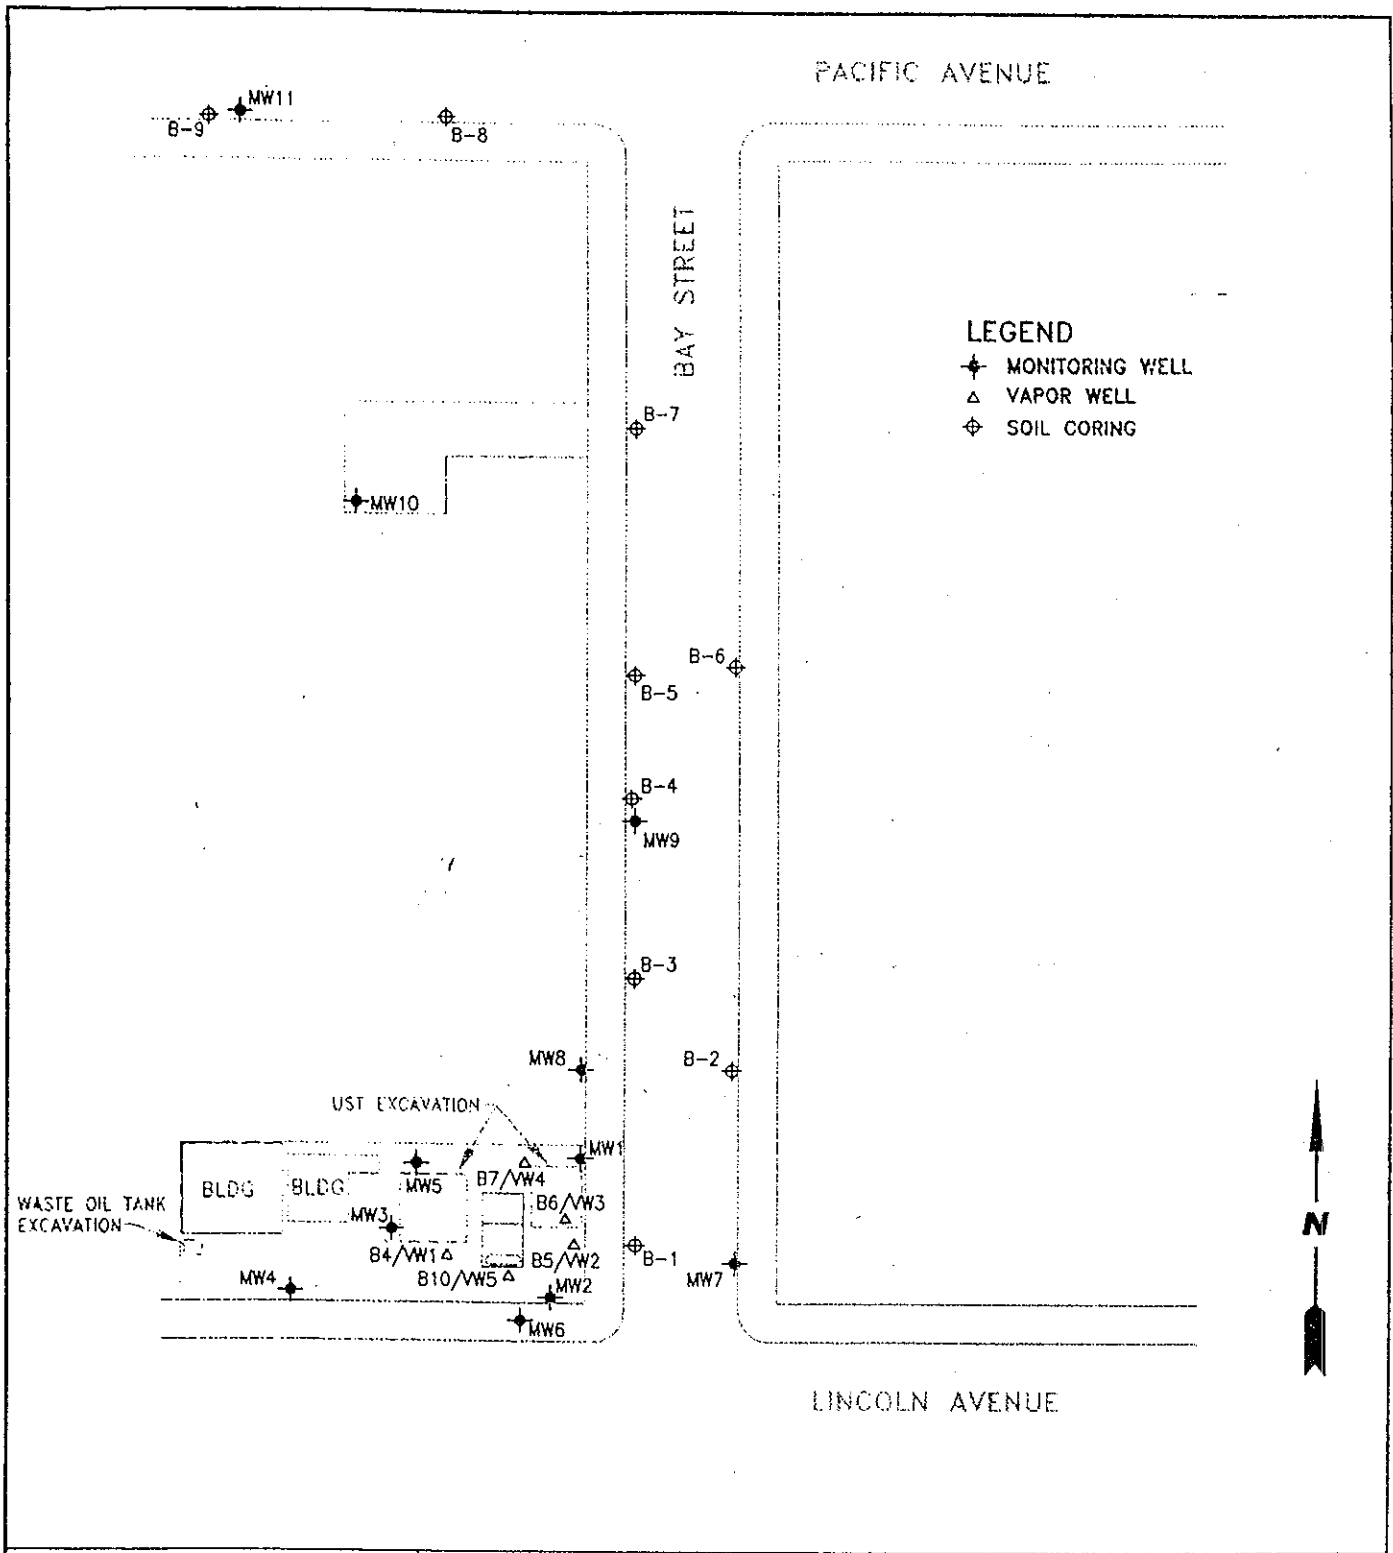 PACIFIC AVENUE
MW11
B-9
B-8
BAY STREET
LEGEND
MONITORING WELL
VAPOR WELL
SOIL CORING
B-7
MW10
B-6
B-5
B-4
MW9
B-3
MW8
B-2
UST EXCAVATION
MW1
BLDG
BLDG
MW5
B7/VW4
B6/VW3
WASTE OIL TANK
EXCAVATION
MW3
B4/VW1
B5/VW2
B-1
B10/VW5
MW7
MW4
MW2
MW6
N
LINCOLN AVENUE